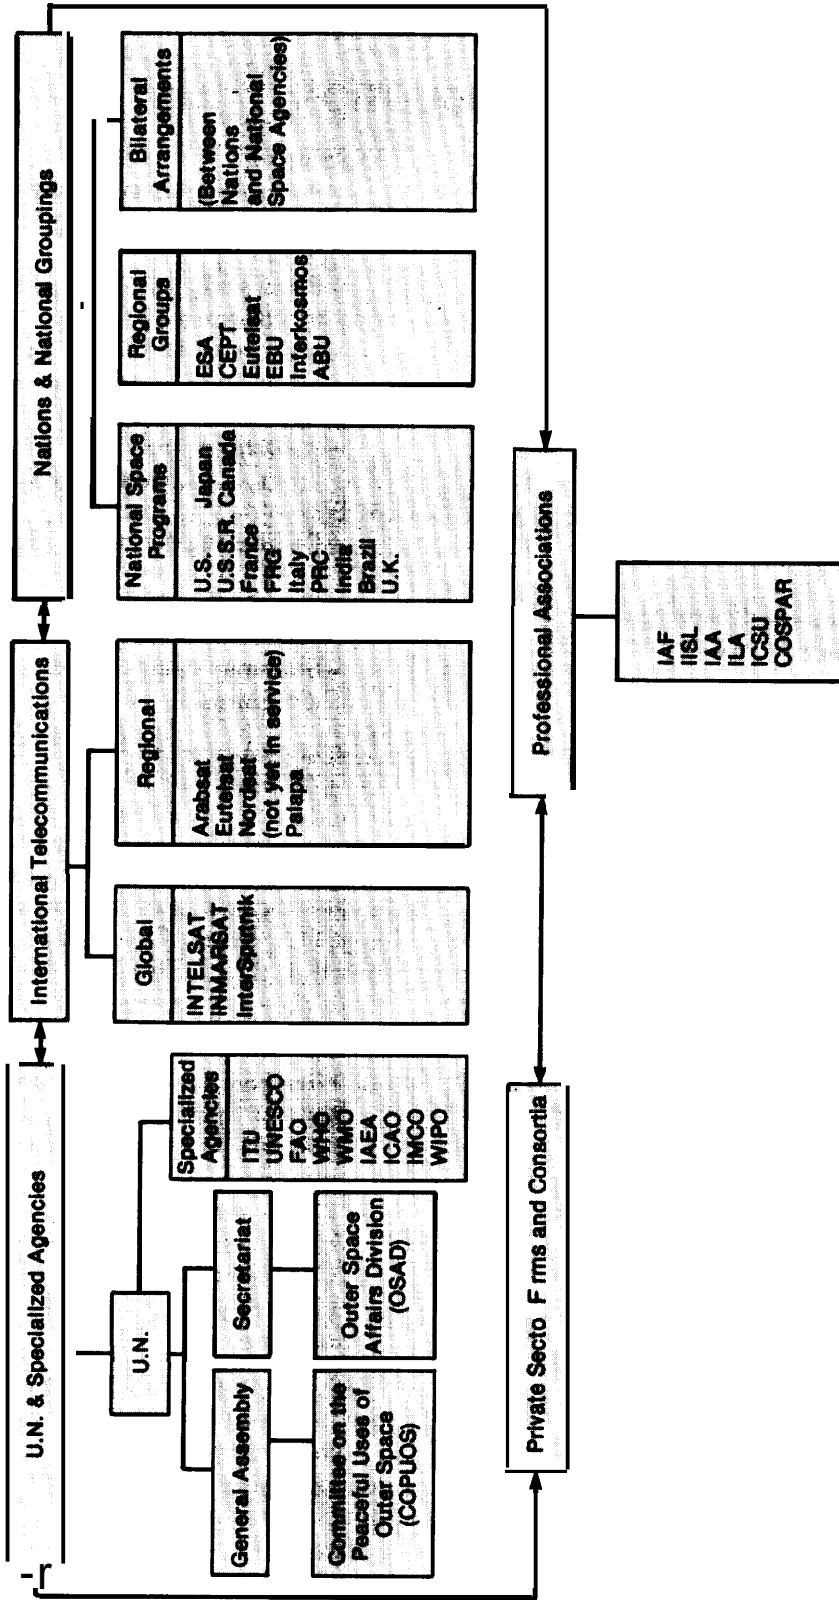 U.N. & Specialized Agencies
International Telecommunications
Nations & National Groupings
U.N.
General Assembly
Secretariat
Committee on the
Peaceful Uses of
Outer Space
(COPUOS)
Outer Space
Affairs Division
(OSAD)
Specialized
Agencies
ITU
UNESCO
FAO
WHO
WMO
IAEA
ICAO
IMCO
WIPO
Global
INTELSAT
INMARSAT
InterSputnik
Regional
Arabsat
Eutelsat
Nordsat
(not yet in service)
Palapa
National Space
Programs
U.S. Japan
U.S.S.R. Canada
France
FRG
Italy
PRC
India
Brazil
U.K.
Regional
Groups
ESA
CEPT
Eutelsat
EBU
Interkosmos
ABU
Bilateral
Arrangements
(Between
Nations
and National
Space Agencies)
Private Secto F rms and Consortia
Professional Associations
IAF
IISL
IAA
ILA
ICSU
COSPAR